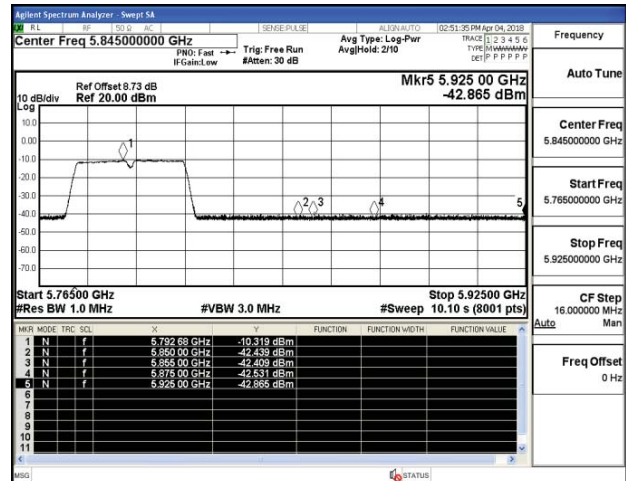 Agilent Spectrum Analyzer - Swept SA
RL RF 50 Ω AC SENSE:PULSE ALIGNAUTO 02:51:35 PM Apr 04, 2018
Center Freq 5.845000000 GHz
PNO: Fast
IFGain:Low
Trig: Free Run
#Atten: 30 dB
Avg Type: Log-Pwr
Avg|Hold: 2/10
TRACE 1 2 3 4 5 6
TYPE M
DET P P P P P P
Ref Offset 8.73 dB
10 dB/div Ref 20.00 dBm
Log
Mkr5 5.925 00 GHz
-42.865 dBm
10.0
0.00
-10.0
-20.0
-30.0
-40.0
-50.0
-60.0
-70.0
1
2
3
4
5
Start 5.76500 GHz Stop 5.92500 GHz
#Res BW 1.0 MHz #VBW 3.0 MHz #Sweep 10.10 s (8001 pts)
MKR MODE TRC SCL X Y FUNCTION FUNCTION WIDTH FUNCTION VALUE
1 N f 5.792 68 GHz -10.319 dBm
2 N f 5.850 00 GHz -42.439 dBm
3 N f 5.855 00 GHz -42.409 dBm
4 N f 5.875 00 GHz -42.531 dBm
5 N f 5.925 00 GHz -42.865 dBm
6
7
8
9
10
11
MSG STATUS
Frequency
Auto Tune
Center Freq
5.845000000 GHz
Start Freq
5.765000000 GHz
Stop Freq
5.925000000 GHz
CF Step
16.000000 MHz
Auto Man
Freq Offset
0 Hz